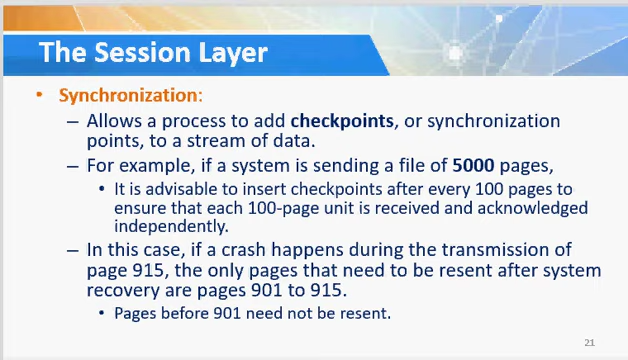 The Session Layer
• Synchronization:
– Allows a process to add checkpoints, or synchronization
points, to a stream of data.
– For example, if a system is sending a file of 5000 pages,
• It is advisable to insert checkpoints after every 100 pages to
ensure that each 100-page unit is received and acknowledged
independently.
– In this case, if a crash happens during the transmission of
page 915, the only pages that need to be resent after system
recovery are pages 901 to 915.
• Pages before 901 need not be resent.
21